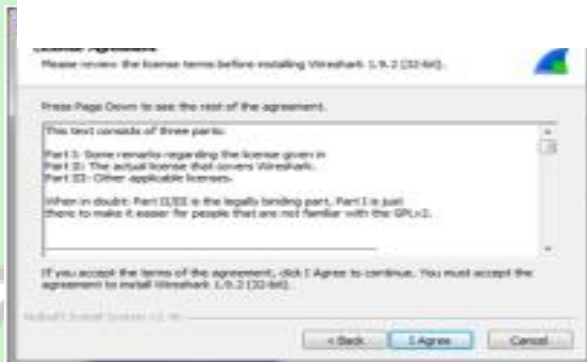 License Agreement
Please review the license terms before installing Wireshark 1.9.2 (32-bit).
Press Page Down to see the rest of the agreement.
This text consists of three parts:
Part I: Some remarks regarding the license given in
Part II: The actual license that covers Wireshark.
Part III: Other applicable licenses.
When in doubt: Part II/III is the legally binding part, Part I is just
there to make it easier for people that are not familiar with the GPLv2.
If you accept the terms of the agreement, click I Agree to continue. You must accept the
agreement to install Wireshark 1.9.2 (32-bit).
Nullsoft Install System
< Back
I Agree
Cancel